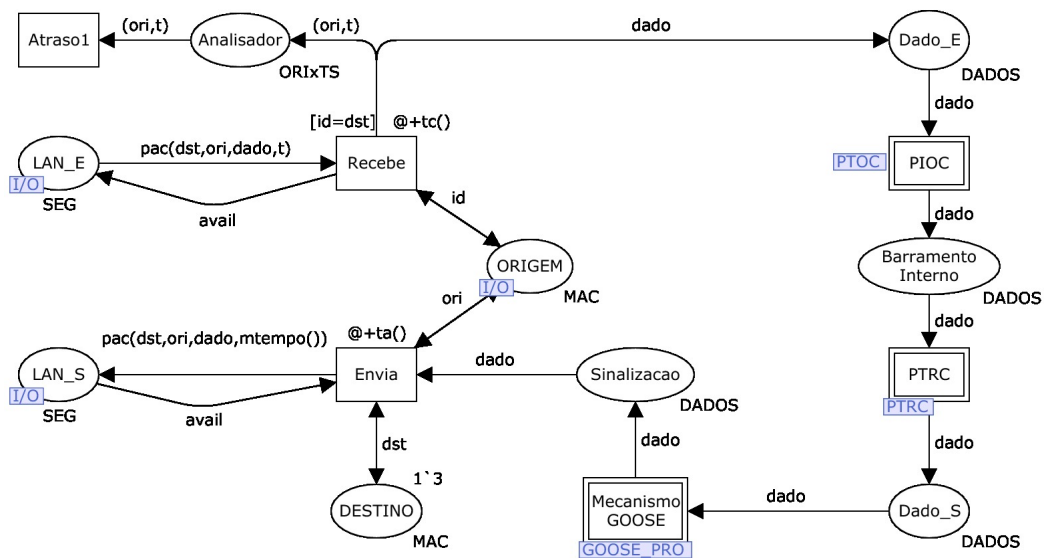 (ori,t)
(ori,t)
dado
Atraso1
Analisador
Dado_E
ORIxTS
DADOS
dado
[id=dst]
@+tc()
pac(dst,ori,dado,t)
LAN_E
Recebe
PTOC
PIOC
I/O
SEG
avail
id
dado
ORIGEM
I/O
MAC
Barramento
Interno
DADOS
ori
pac(dst,ori,dado,mtempo())
@+ta()
dado
dado
LAN_S
Envia
Sinalizacao
PTRC
I/O
SEG
avail
DADOS
PTRC
dst
dado
dado
1`3
DESTINO
MAC
Mecanismo
GOOSE
GOOSE_PRO
dado
Dado_S
DADOS